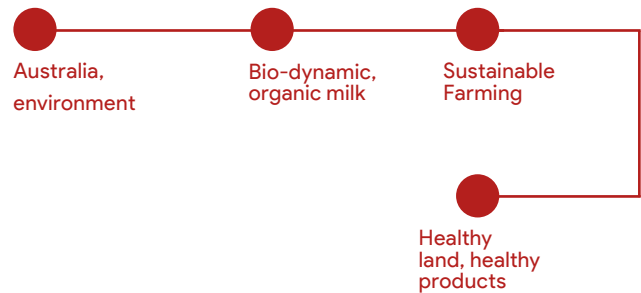 Australia,
environment
Bio-dynamic,
organic milk
Sustainable
Farming
Healthy
land, healthy
products